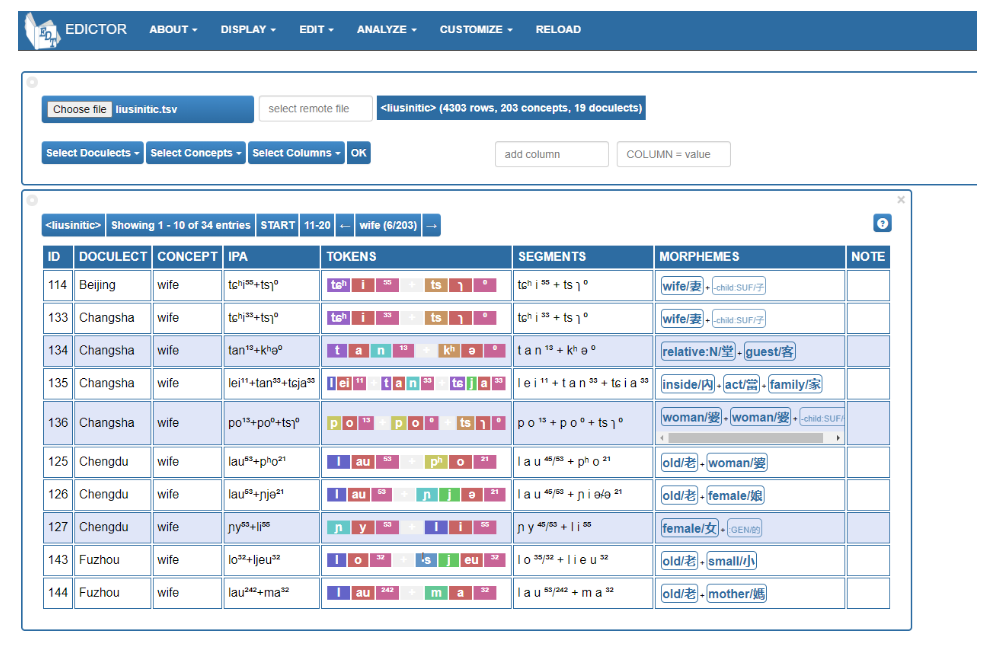 EDICTOR ABOUT DISPLAY EDIT ANALYZE CUSTOMIZE RELOAD
Choose file liusinitic.tsv select remote file <liusinitic> (4303 rows, 203 concepts, 19 doculects)
Select Doculects Select Concepts Select Columns OK add column COLUMN = value
<liusinitic> Showing 1 - 10 of 34 entries START 11-20 ← wife (6/203) → ?
ID DOCULECT CONCEPT IPA TOKENS SEGMENTS MORPHEMES NOTE
114 Beijing wife tɕʰi⁵⁵+tsɿ⁰ tɕʰ i ⁵⁵ + ts ɿ ⁰ tɕʰ i ⁵⁵ + ts ɿ ⁰ wife/妻 + -child:SUF/子
133 Changsha wife tɕʰi³³+tsɿ⁰ tɕʰ i ³³ + ts ɿ ⁰ tɕʰ i ³³ + ts ɿ ⁰ wife/妻 + -child:SUF/子
134 Changsha wife tan¹³+kʰə⁰ t a n ¹³ + kʰ ə ⁰ t a n ¹³ + kʰ ə ⁰ relative:N/堂 + guest/客
135 Changsha wife lei¹¹+tan³³+tɕja³³ l ei ¹¹ + t a n ³³ + tɕ j a ³³ l e i ¹¹ + t a n ³³ + tɕ i a ³³ inside/內 + act/當 + family/家
136 Changsha wife po¹³+po⁰+tsɿ⁰ p o ¹³ + p o ⁰ + ts ɿ ⁰ p o ¹³ + p o ⁰ + ts ɿ ⁰ woman/婆 + woman/婆 + -child:SUF/
125 Chengdu wife lau⁵³+pʰo²¹ l au ⁵³ + pʰ o ²¹ l a u ⁴⁵/⁵³ + pʰ o ²¹ old/老 + woman/婆
126 Chengdu wife lau⁵³+ɲjə²¹ l au ⁵³ + ɲ j ə ²¹ l a u ⁴⁵/⁵³ + ɲ i ə/ə ²¹ old/老 + female/娘
127 Chengdu wife ɲy⁵³+li⁵⁵ ɲ y ⁵³ + l i ⁵⁵ ɲ y ⁴⁵/⁵³ + l i ⁵⁵ female/女 + :GEN/的
143 Fuzhou wife lo³²+ljeu³² l o ³² + ˢs j eu ³² l o ³⁵/³² + l i e u ³² old/老 + small/小
144 Fuzhou wife lau²⁴²+ma³² l au ²⁴² + m a ³² l a u ⁵³/²⁴² + m a ³² old/老 + mother/媽